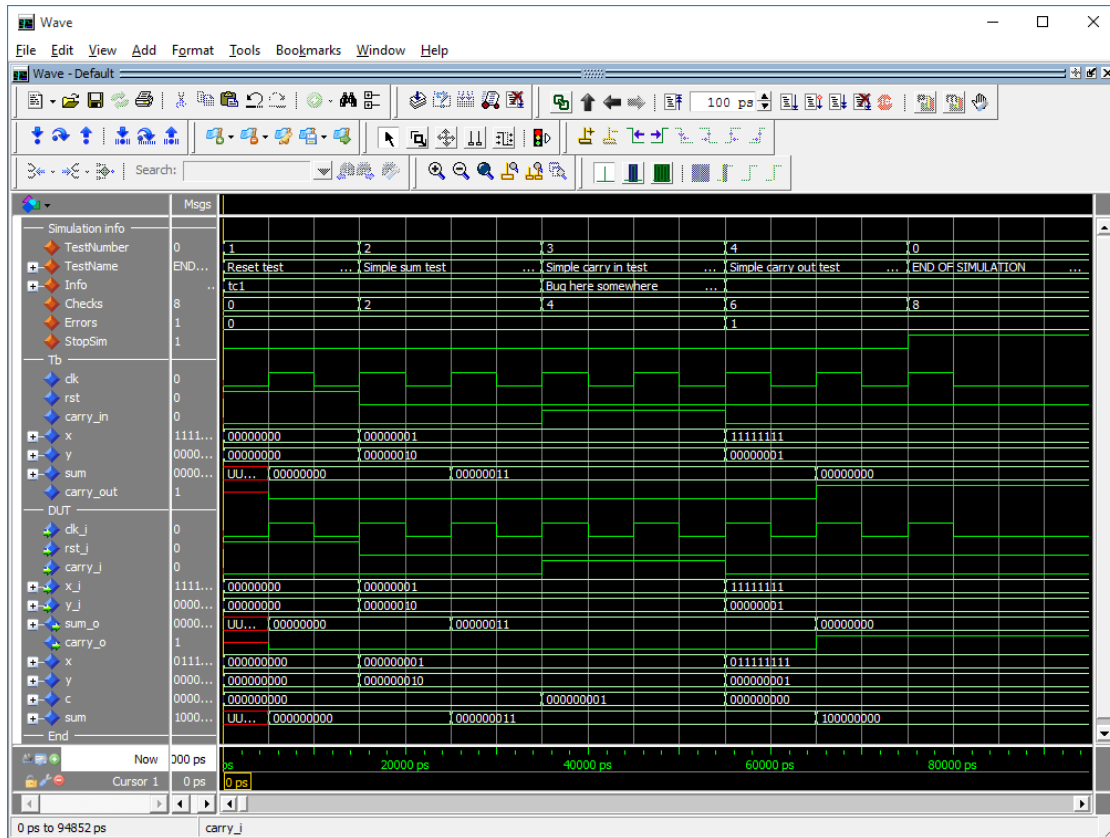 Wave
File Edit View Add Format Tools Bookmarks Window Help
Wave - Default
100 ps
Search:
Msgs
Simulation info
TestNumber 0 1 2 3 4 0
TestName END... Reset test ... Simple sum test ... Simple carry in test ... Simple carry out test ... END OF SIMULATION ...
Info .. tc1 Bug here somewhere ...
Checks 8 0 2 4 6 8
Errors 1 0 1
StopSim 1
Tb
clk 0
rst 0
carry_in 0
x 1111... 00000000 00000001 11111111
y 0000... 00000000 00000010 00000001
sum 0000... UU... 00000000 00000011 00000000
carry_out 1
DUT
clk_i 0
rst_i 0
carry_i 0
x_i 1111... 00000000 00000001 11111111
y_i 0000... 00000000 00000010 00000001
sum_o 0000... UU... 00000000 00000011 00000000
carry_o 1
x 0111... 000000000 000000001 011111111
y 0000... 000000000 000000010 000000001
c 0000... 000000000 000000001 000000000
sum 1000... UU... 000000000 000000011 100000000
End
Now 000 ps ps 20000 ps 40000 ps 60000 ps 80000 ps
Cursor 1 0 ps 0 ps
0 ps to 94852 ps carry_i